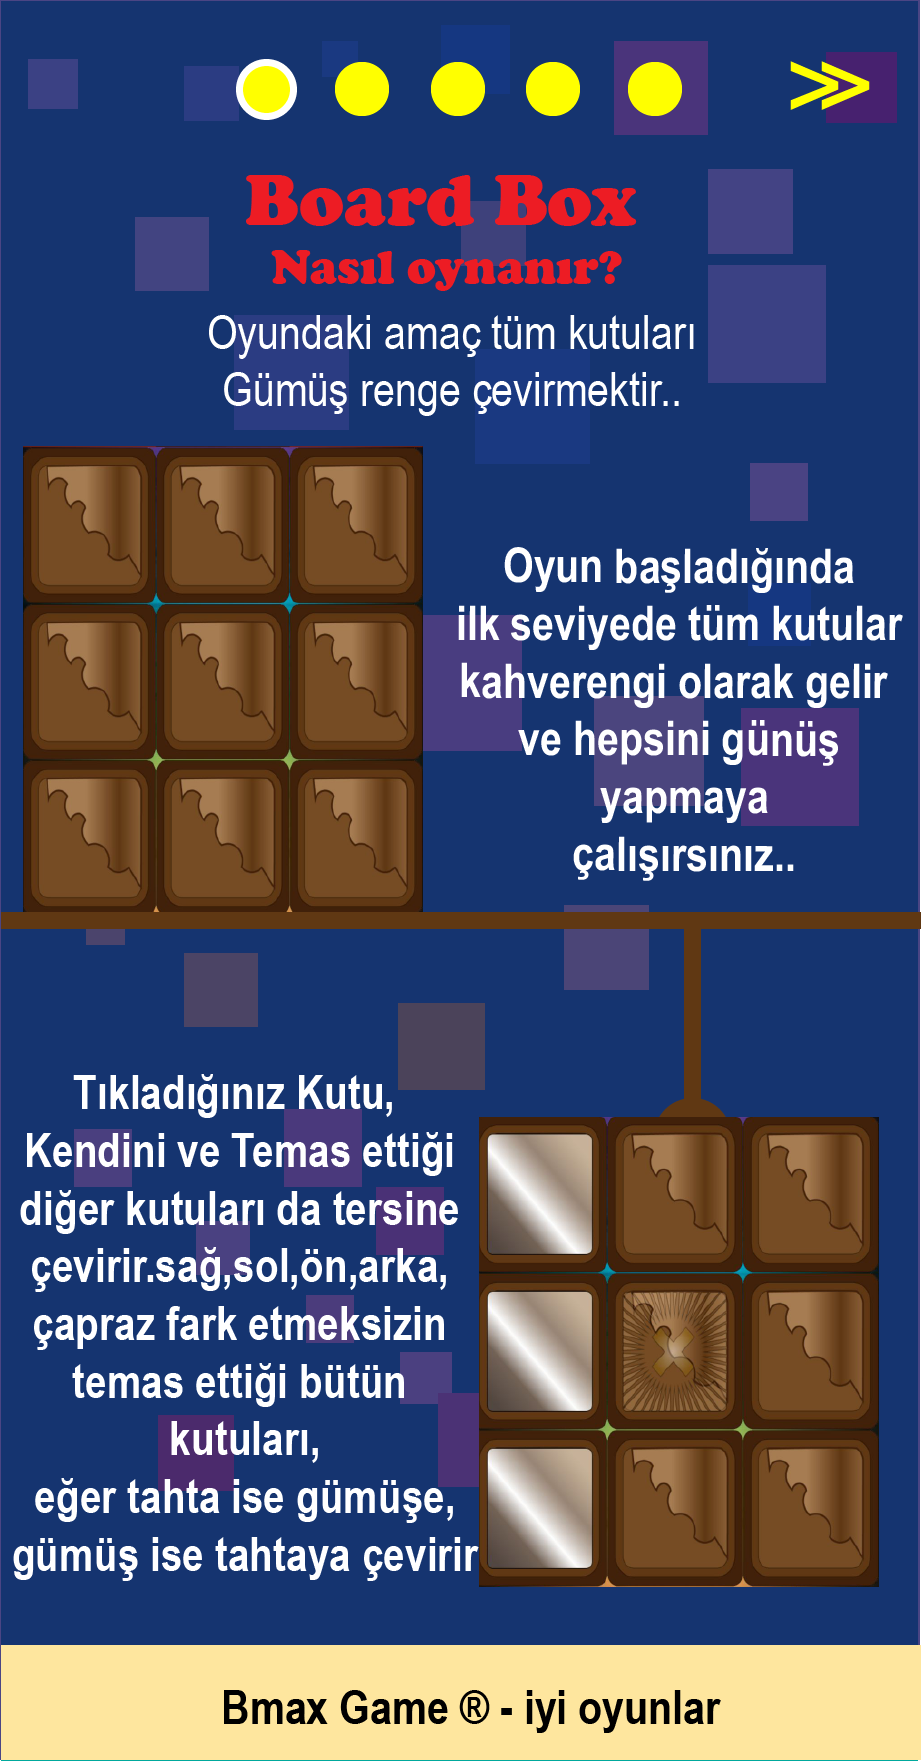 Board Box
Nasıl oynanır?
Oyundaki amaç tüm kutuları
Gümüş renge çevirmektir..
Oyun başladığında
ilk seviyede tüm kutular
kahverengi olarak gelir
ve hepsini günüş
yapmaya
çalışırsınız..
Tıkladığınız Kutu,
Kendini ve Temas ettiği
diğer kutuları da tersine
çevirir.sağ,sol,ön,arka,
çapraz fark etmeksizin
temas ettiği bütün
kutuları,
eğer tahta ise gümüşe,
gümüş ise tahtaya çevirir
Bmax Game ® - iyi oyunlar